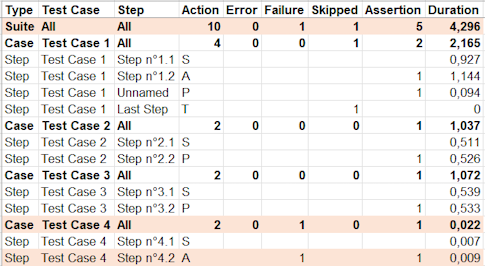 Type Test Case Step Action Error Failure Skipped Assertion Duration
Suite All All 10 0 1 1 5 4,296
Case Test Case 1 All 4 0 0 1 2 2,165
Step Test Case 1 Step n°1.1 S 0,927
Step Test Case 1 Step n°1.2 A 1 1,144
Step Test Case 1 Unnamed P 1 0,094
Step Test Case 1 Last Step T 1 0
Case Test Case 2 All 2 0 0 0 1 1,037
Step Test Case 2 Step n°2.1 S 0,511
Step Test Case 2 Step n°2.2 P 1 0,526
Case Test Case 3 All 2 0 0 0 1 1,072
Step Test Case 3 Step n°3.1 S 0,539
Step Test Case 3 Step n°3.2 P 1 0,533
Case Test Case 4 All 2 0 1 0 1 0,022
Step Test Case 4 Step n°4.1 S 0,007
Step Test Case 4 Step n°4.2 A 1 1 0,009